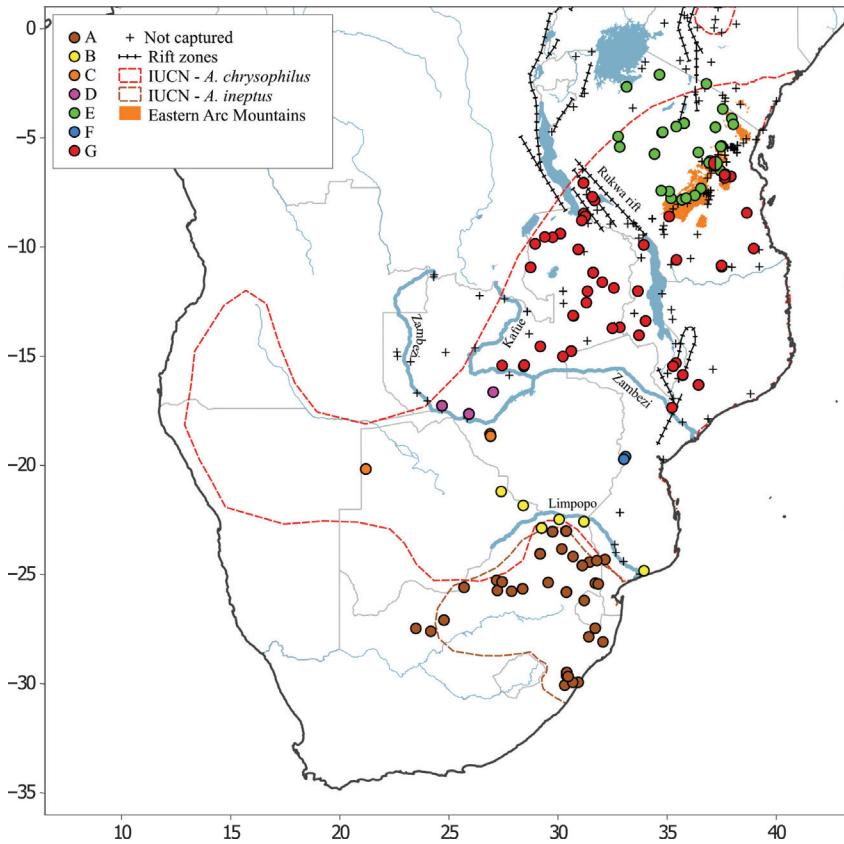 0
−5
−10
−15
−20
−25
−30
−35
A
B
C
D
E
F
G
Not captured
Rift zones
IUCN - A. chrysophilus
IUCN - A. ineptus
Eastern Arc Mountains
Rukwa rift
Zambezi
Kafue
Zambezi
Limpopo
10
15
20
25
30
35
40